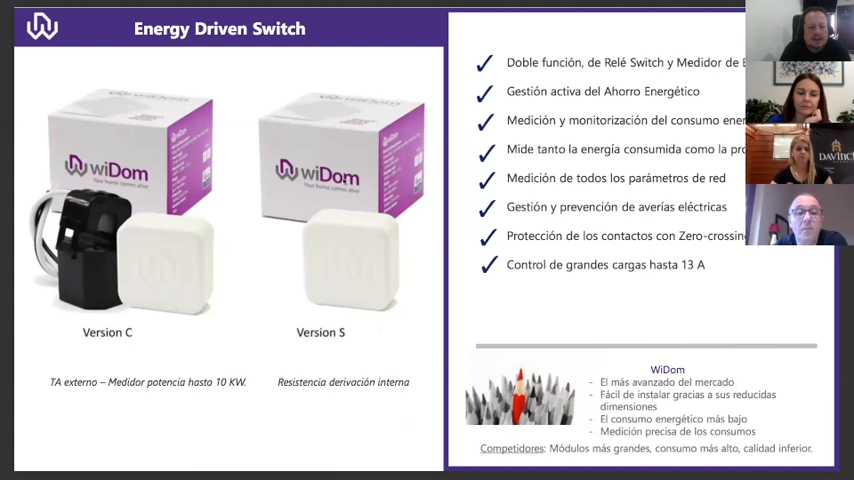 Energy Driven Switch
wiDom
Your home comes alive
wiDom
Your home comes alive
Version C
Version S
TA externo – Medidor potencia hasta 10 KW.
Resistencia derivación interna
Doble función, de Relé Switch y Medidor de
Gestión activa del Ahorro Energético
Medición y monitorización del consumo
Mide tanto la energía consumida como la
Medición de todos los parámetros de red
Gestión y prevención de averías eléctricas
Protección de los contactos con Zero-crossing
Control de grandes cargas hasta 13 A
WiDom
- El más avanzado del mercado
- Fácil de instalar gracias a sus reducidas
dimensiones
- El consumo energético más bajo
- Medición precisa de los consumos
Competidores: Módulos más grandes, consumo más alto, calidad inferior.
DAVINCI